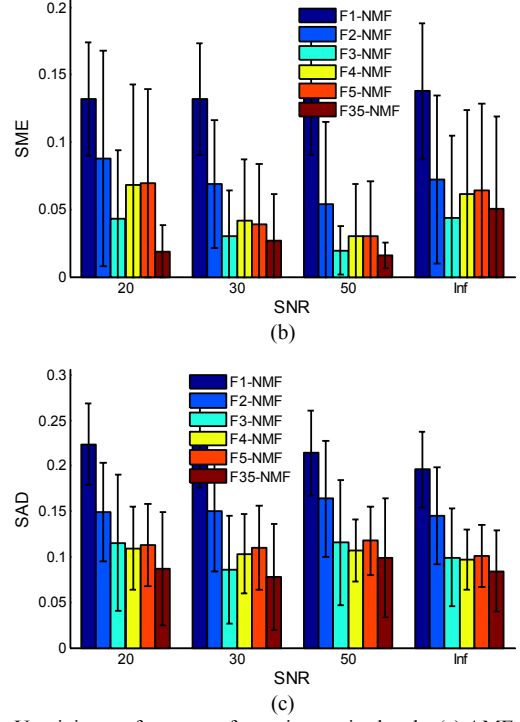 0.2
0.15
0.1
0.05
0
SME
F1-NMF
F2-NMF
F3-NMF
F4-NMF
F5-NMF
F35-NMF
20 30 50 Inf
SNR
(b)
0.3
0.25
0.2
0.15
0.1
0.05
0
SAD
F1-NMF
F2-NMF
F3-NMF
F4-NMF
F5-NMF
F35-NMF
20 30 50 Inf
SNR
(c)